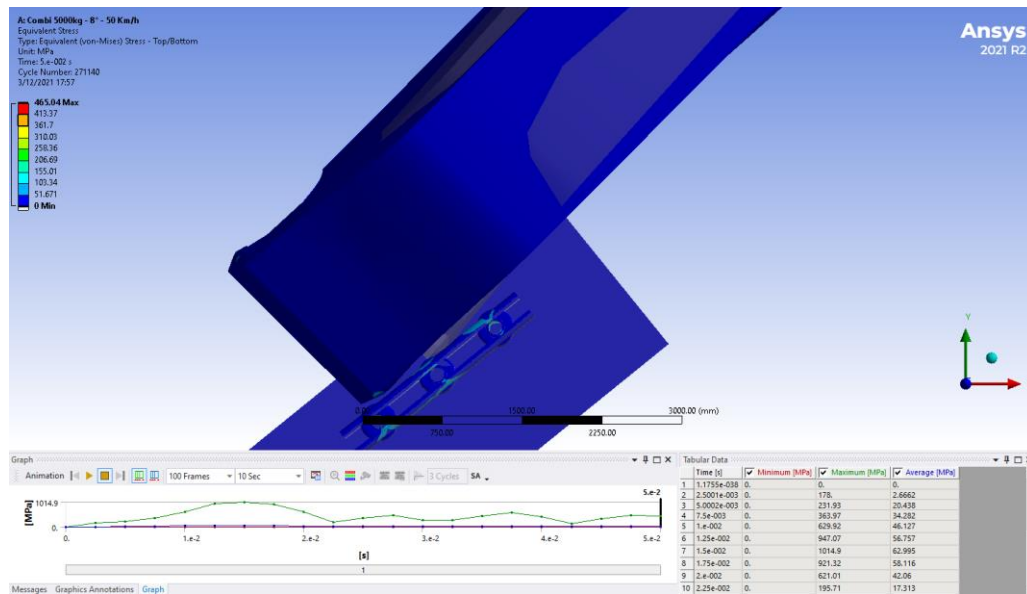 A: Combi 5000kg - 8° - 50 Km/h
Equivalent Stress
Type: Equivalent (von-Mises) Stress - Top/Bottom
Unit: MPa
Time: 5.e-002 s
Cycle Number: 271140
3/12/2021 17:57
Ansys
2021 R2
465.04 Max
413.37
361.7
310.03
258.36
206.69
155.01
103.34
51.671
0 Min
Y
0.00 1500.00 3000.00 (mm)
750.00 2250.00
Graph
Animation 100 Frames 10 Sec 3 Cycles SA
5.e-2
1014.9
[MPa]
0.
0. 1.e-2 2.e-2 3.e-2 4.e-2 5.e-2
[s]
1
Messages Graphics Annotations Graph
Tabular Data
Time [s] Minimum [MPa] Maximum [MPa] Average [MPa]
1 1.1755e-038 0. 0. 0.
2 2.5001e-003 0. 178. 2.6662
3 5.0002e-003 0. 231.93 20.438
4 7.5e-003 0. 363.97 34.282
5 1.e-002 0. 629.92 46.127
6 1.25e-002 0. 947.07 56.757
7 1.5e-002 0. 1014.9 62.995
8 1.75e-002 0. 921.32 58.116
9 2.e-002 0. 621.01 42.06
10 2.25e-002 0. 195.71 17.313